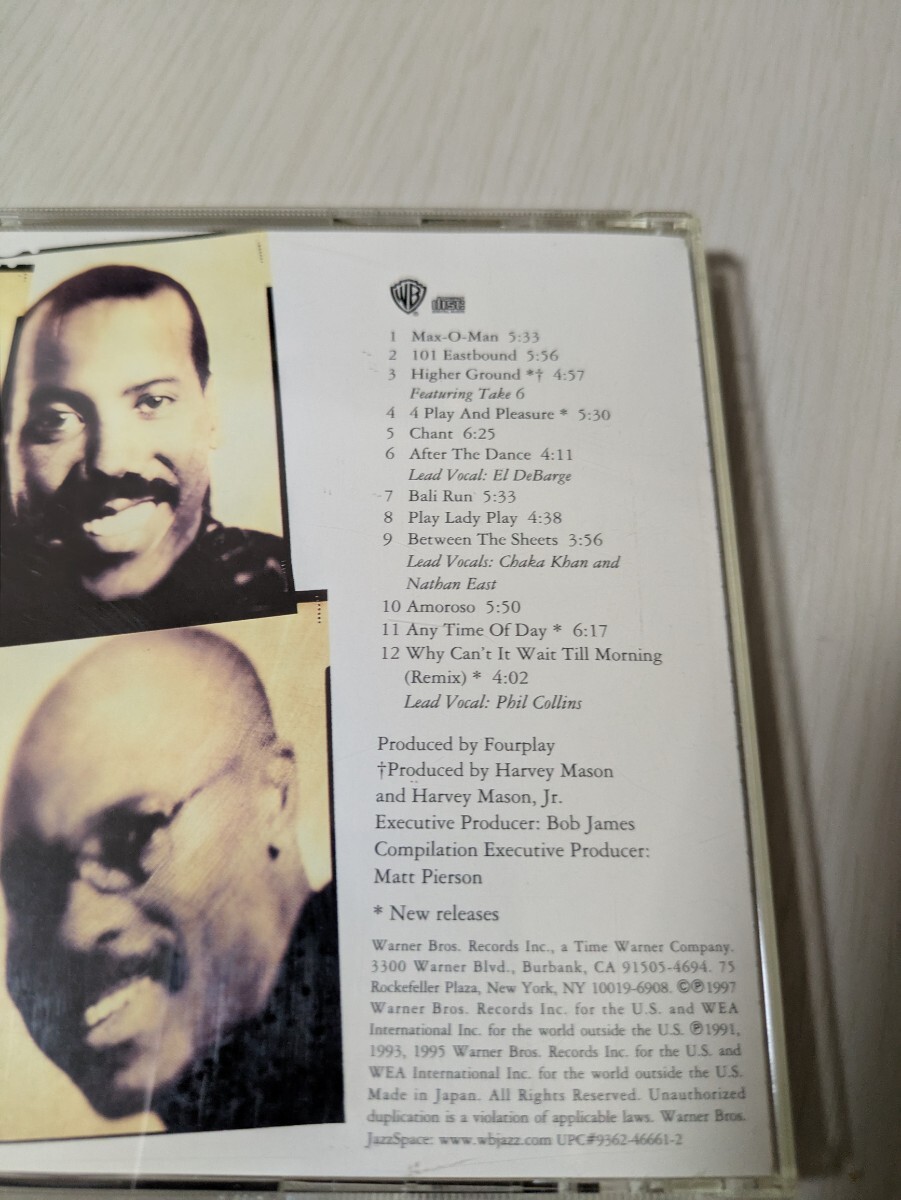 WB
disc
1 Max-O-Man 5:33
2 101 Eastbound 5:56
3 Higher Ground *† 4:57
Featuring Take 6
4 4 Play And Pleasure * 5:30
5 Chant 6:25
6 After The Dance 4:11
Lead Vocal: El DeBarge
7 Bali Run 5:33
8 Play Lady Play 4:38
9 Between The Sheets 3:56
Lead Vocals: Chaka Khan and
Nathan East
10 Amoroso 5:50
11 Any Time Of Day * 6:17
12 Why Can't It Wait Till Morning
(Remix) * 4:02
Lead Vocal: Phil Collins
Produced by Fourplay
†Produced by Harvey Mason
and Harvey Mason, Jr.
Executive Producer: Bob James
Compilation Executive Producer:
Matt Pierson
* New releases
Warner Bros. Records Inc., a Time Warner Company.
3300 Warner Blvd., Burbank, CA 91505-4694. 75
Rockefeller Plaza, New York, NY 10019-6908. ©℗1997
Warner Bros. Records Inc. for the U.S. and WEA
International Inc. for the world outside the U.S. ℗1991,
1993, 1995 Warner Bros. Records Inc. for the U.S. and
WEA International Inc. for the world outside the U.S.
Made in Japan. All Rights Reserved. Unauthorized
duplication is a violation of applicable laws. Warner Bros.
JazzSpace: www.wbjazz.com UPC#9362-46661-2